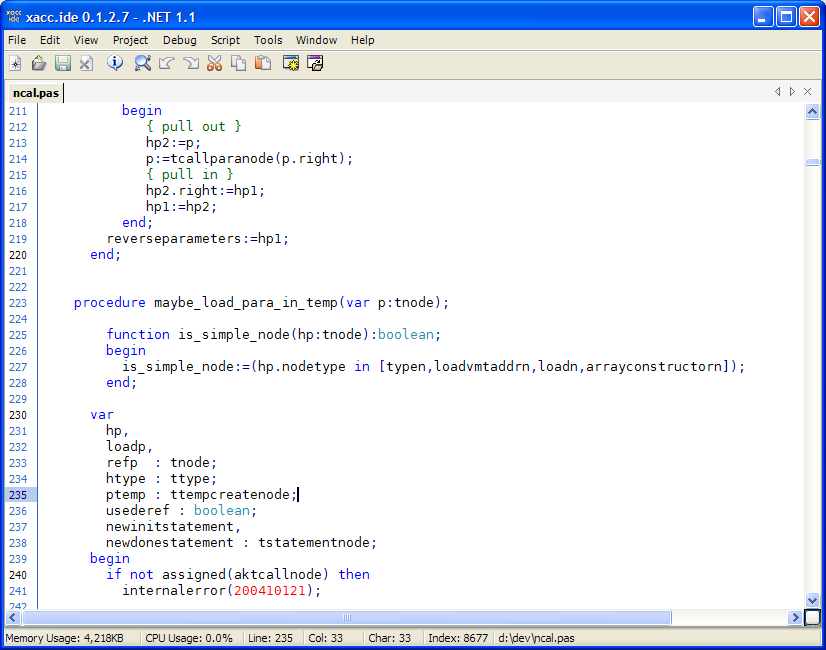 xacc.ide 0.1.2.7 - .NET 1.1
File Edit View Project Debug Script Tools Window Help
ncal.pas
211 begin
212 { pull out }
213 hp2:=p;
214 p:=tcallparanode(p.right);
215 { pull in }
216 hp2.right:=hp1;
217 hp1:=hp2;
218 end;
219 reverseparameters:=hp1;
220 end;
221
222
223 procedure maybe_load_para_in_temp(var p:tnode);
224
225 function is_simple_node(hp:tnode):boolean;
226 begin
227 is_simple_node:=(hp.nodetype in [typen,loadvmtaddrn,loadn,arrayconstructorn]);
228 end;
229
230 var
231 hp,
232 loadp,
233 refp : tnode;
234 htype : ttype;
235 ptemp : ttempcreatenode;
236 usederef : boolean;
237 newinitstatement,
238 newdonestatement : tstatementnode;
239 begin
240 if not assigned(aktcallnode) then
241 internalerror(200410121);
242
Memory Usage: 4,218KB CPU Usage: 0.0% Line: 235 Col: 33 Char: 33 Index: 8677 d:\dev\ncal.pas